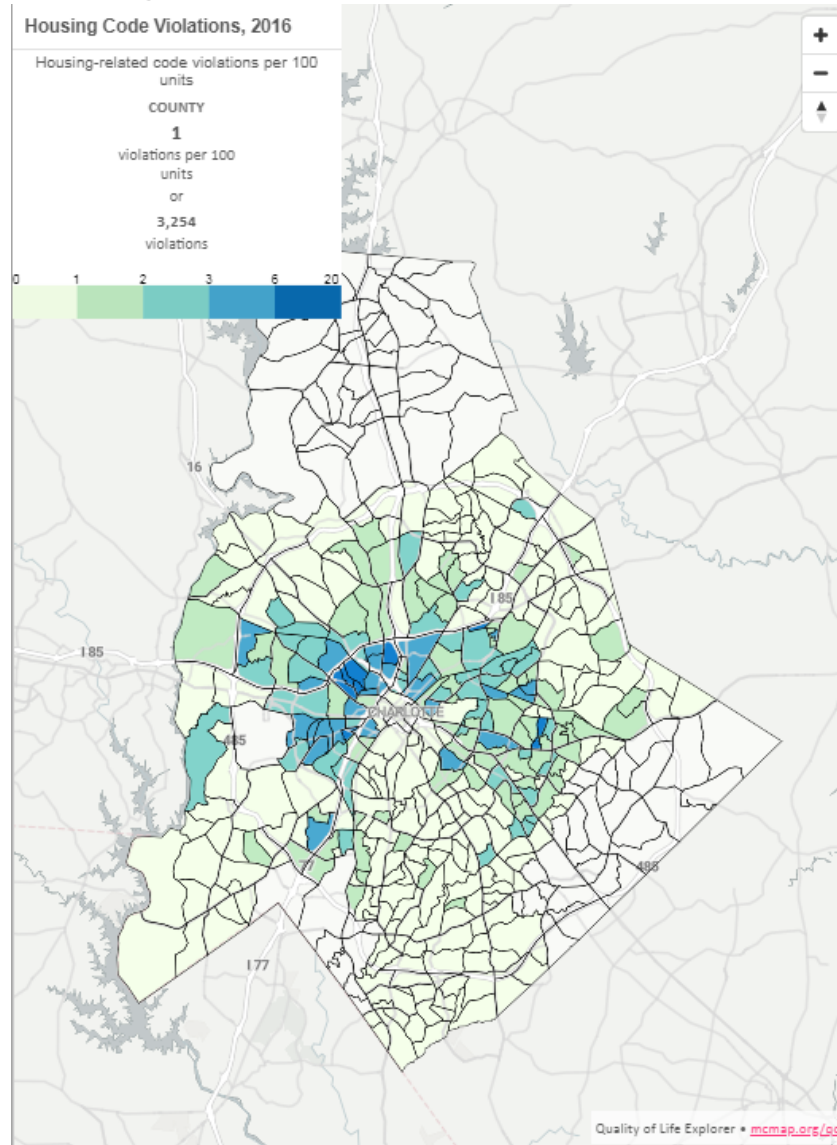 Housing Code Violations, 2016
Housing-related code violations per 100
units
COUNTY
1
violations per 100
units
or
3,254
violations
0 1 2 3 6 20
16
I 85
I 85
CHARLOTTE
485
77
485
I 77
Quality of Life Explorer • mcmap.org/